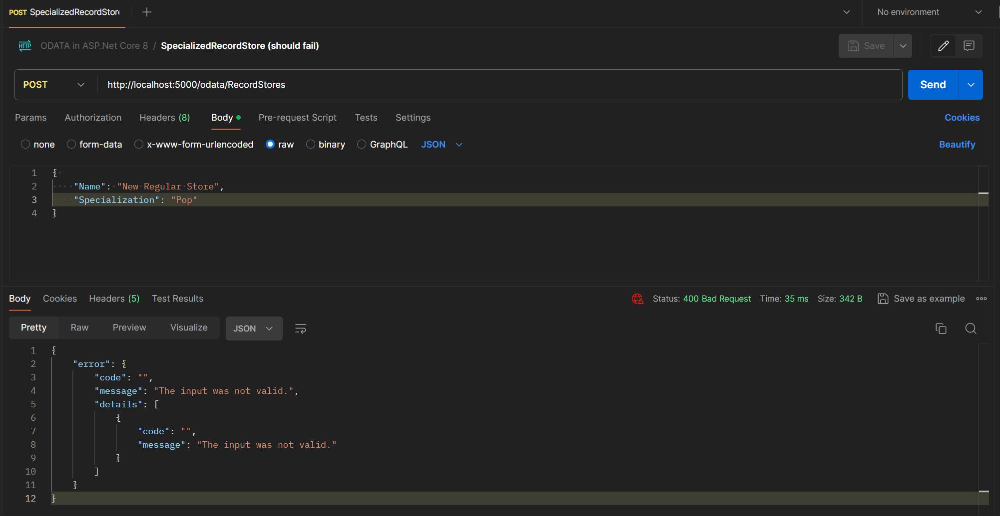 POST SpecializedRecordStore
No environment
HTTP ODATA in ASP.Net Core 8 / SpecializedRecordStore (should fail)
Save
POST http://localhost:5000/odata/RecordStores
Send
Params Authorization Headers (8) Body Pre-request Script Tests Settings Cookies
none form-data x-www-form-urlencoded raw binary GraphQL JSON Beautify
1 {
2 "Name": "New Regular Store",
3 "Specialization": "Pop"
4 }
Body Cookies Headers (5) Test Results Status: 400 Bad Request Time: 35 ms Size: 342 B Save as example
Pretty Raw Preview Visualize JSON
1 {
2 "error": {
3 "code": "",
4 "message": "The input was not valid.",
5 "details": [
6 {
7 "code": "",
8 "message": "The input was not valid."
9 }
10 ]
11 }
12 }